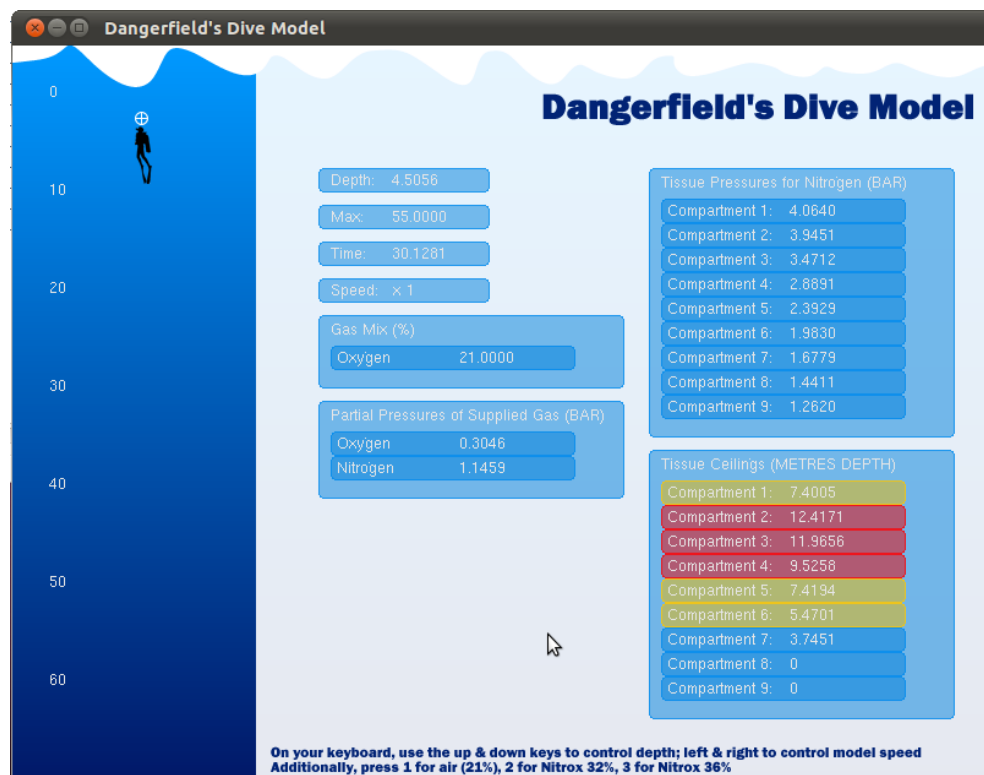 Dangerfield's Dive Model
Dangerfield's Dive Model
0
10
20
30
40
50
60
Depth: 4.5056
Max: 55.0000
Time: 30.1281
Speed: × 1
Gas Mix (%)
Oxygen 21.0000
Partial Pressures of Supplied Gas (BAR)
Oxygen 0.3046
Nitrogen 1.1459
Tissue Pressures for Nitrogen (BAR)
Compartment 1: 4.0640
Compartment 2: 3.9451
Compartment 3: 3.4712
Compartment 4: 2.8891
Compartment 5: 2.3929
Compartment 6: 1.9830
Compartment 7: 1.6779
Compartment 8: 1.4411
Compartment 9: 1.2620
Tissue Ceilings (METRES DEPTH)
Compartment 1: 7.4005
Compartment 2: 12.4171
Compartment 3: 11.9656
Compartment 4: 9.5258
Compartment 5: 7.4194
Compartment 6: 5.4701
Compartment 7: 3.7451
Compartment 8: 0
Compartment 9: 0
On your keyboard, use the up & down keys to control depth; left & right to control model speed
Additionally, press 1 for air (21%), 2 for Nitrox 32%, 3 for Nitrox 36%